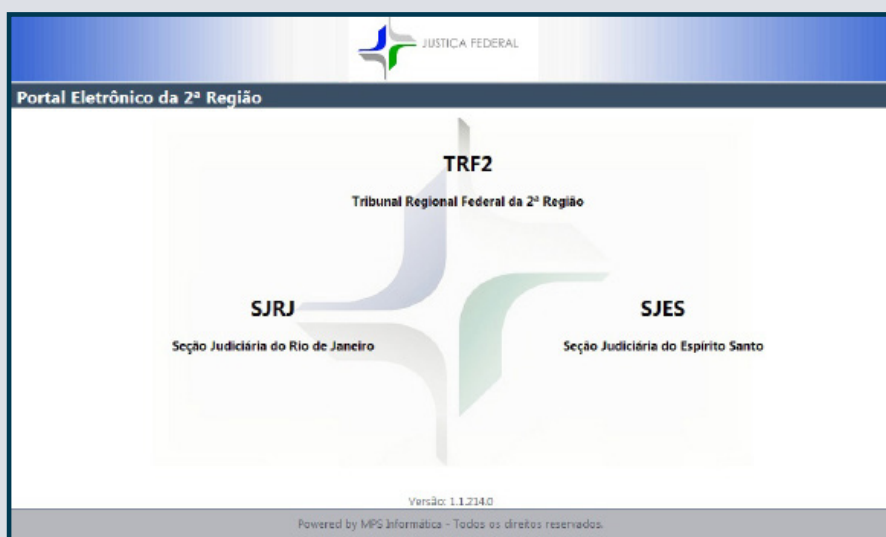 JUSTICA FEDERAL
Portal Eletrônico da 2ª Região
TRF2
Tribunal Regional Federal da 2ª Região
SJRJ
Seção Judiciária do Rio de Janeiro
SJES
Seção Judiciária do Espírito Santo
Versão: 1.1.214.0
Powered by MPS Informática - Todos os direitos reservados.